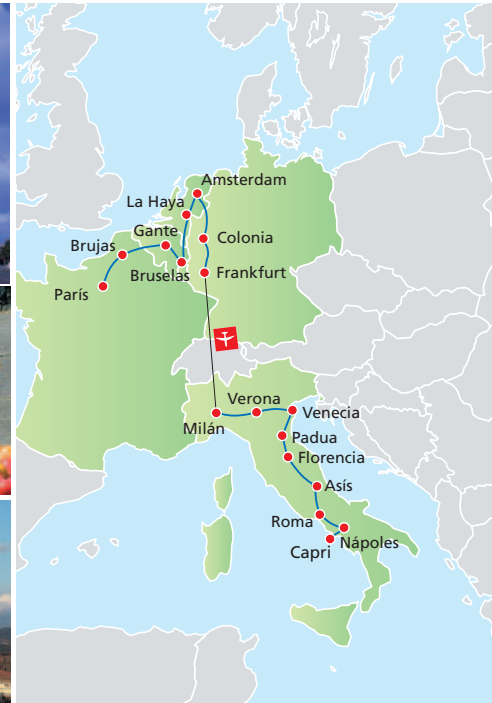 Amsterdam
La Haya
Gante
Brujas
Colonia
Bruselas
Frankfurt
París
Verona
Venecia
Milán
Padua
Florencia
Asís
Roma
Nápoles
Capri